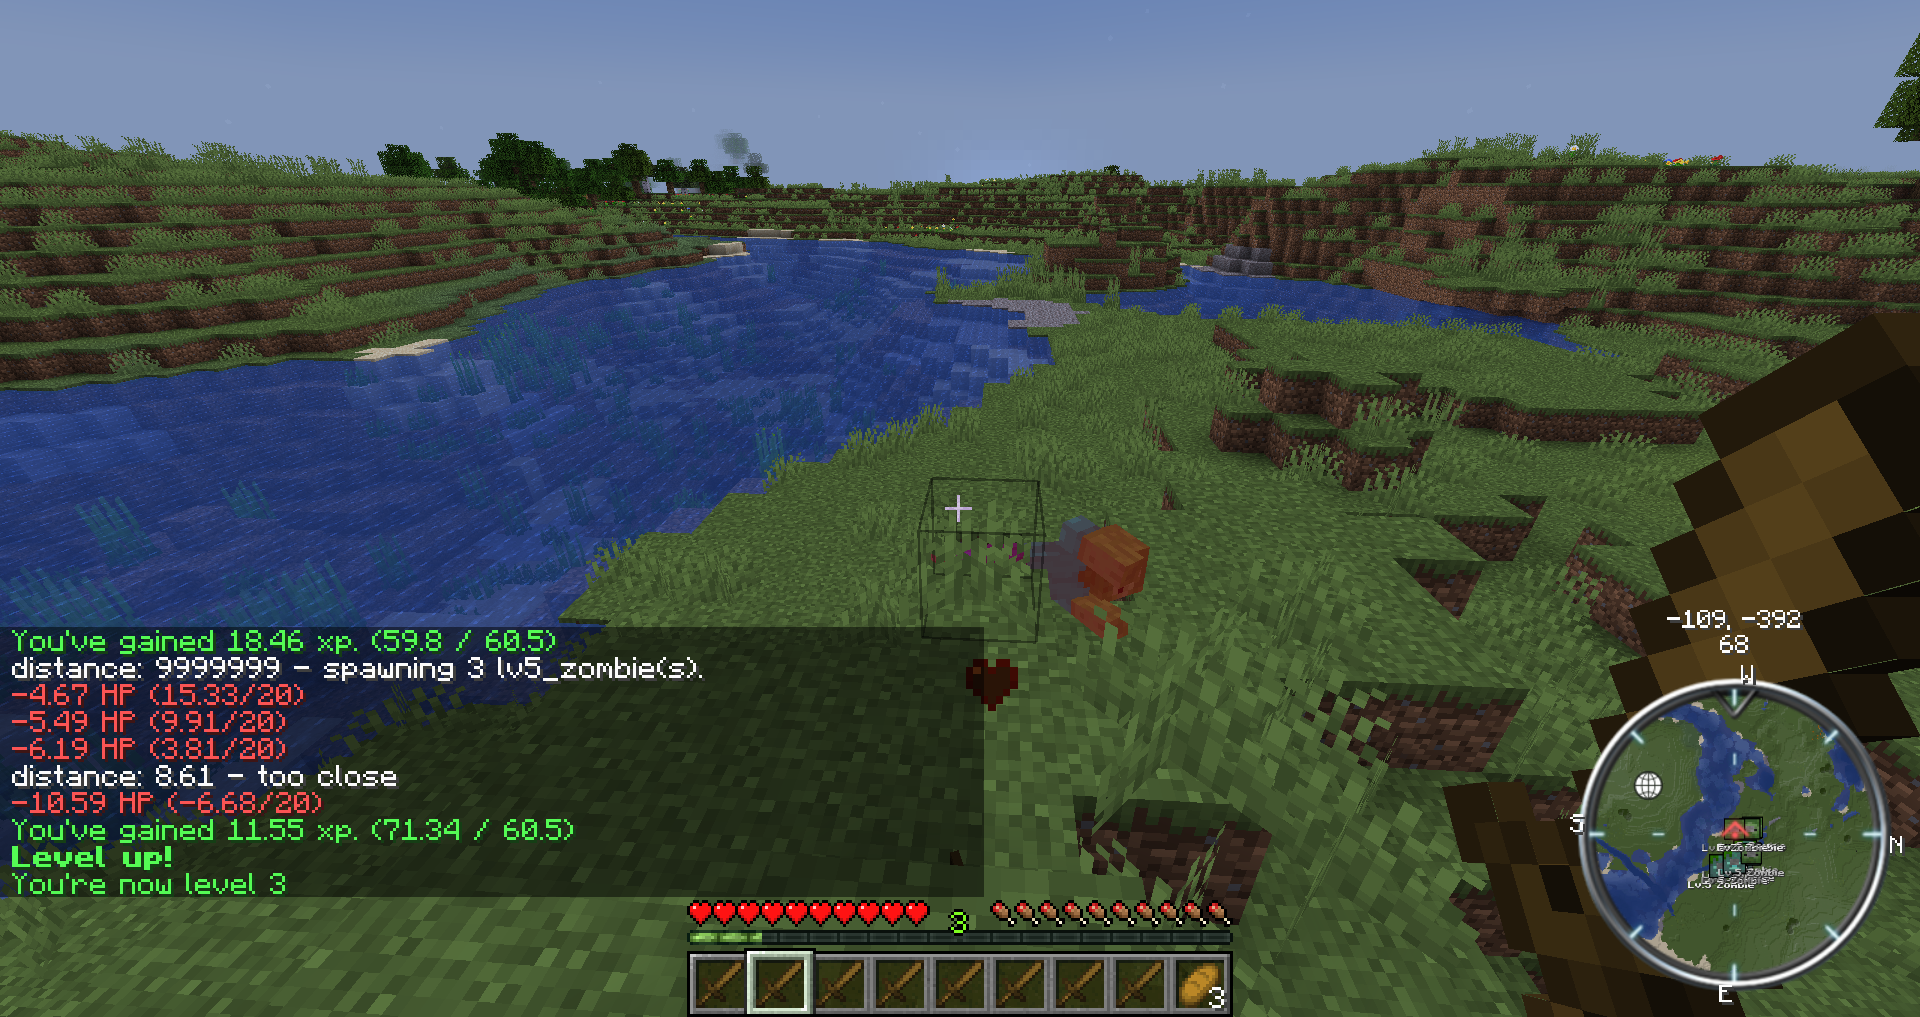 You've gained 18.46 xp. (59.8 / 60.5)
distance: 9999999 - spawning 3 lv5_zombie(s).
-4.67 HP (15.33/20)
-5.49 HP (9.91/20)
-6.19 HP (3.81/20)
distance: 8.61 - too close
-10.59 HP (-6.68/20)
You've gained 11.55 xp. (71.34 / 60.5)
Level up!
You're now level 3
-109, -392
68
W
S
N
Lv.5 Zombie
E
3
3